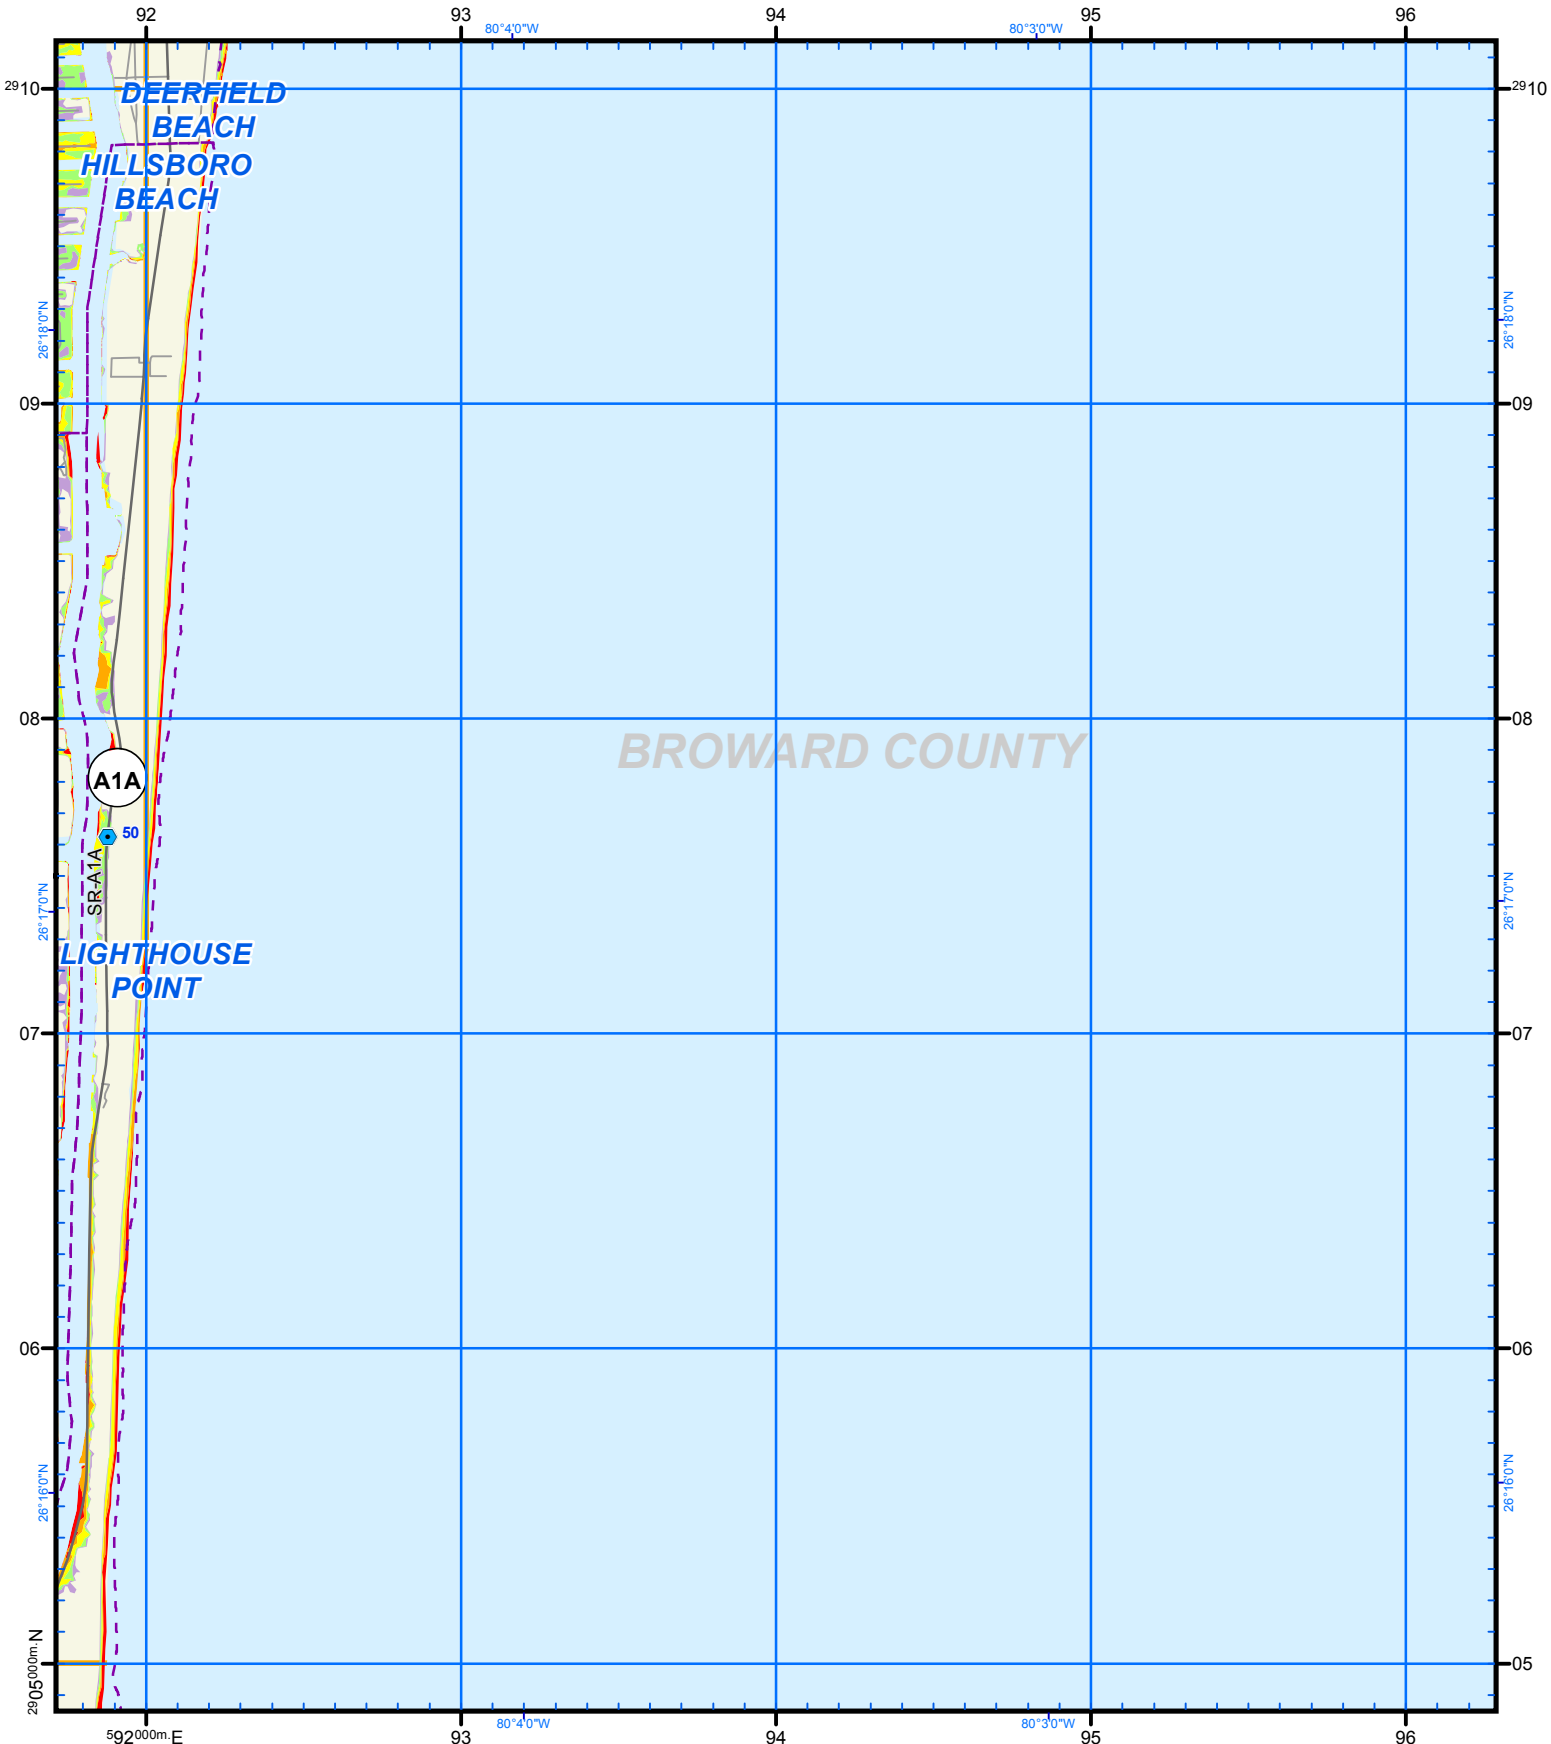 92 93 94 95 96
80°4'0"W 80°3'0"W
2910 2910
DEERFIELD
BEACH
HILLSBORO
BEACH
26°18'0"N 26°18'0"N
09 09
08 08
BROWARD COUNTY
A1A
50
SR-A1A
26°17'0"N 26°17'0"N
LIGHTHOUSE
POINT
07 07
06 06
26°16'0"N 26°16'0"N
2905000m.N 05
80°4'0"W 80°3'0"W
592000m.E 93 94 95 96